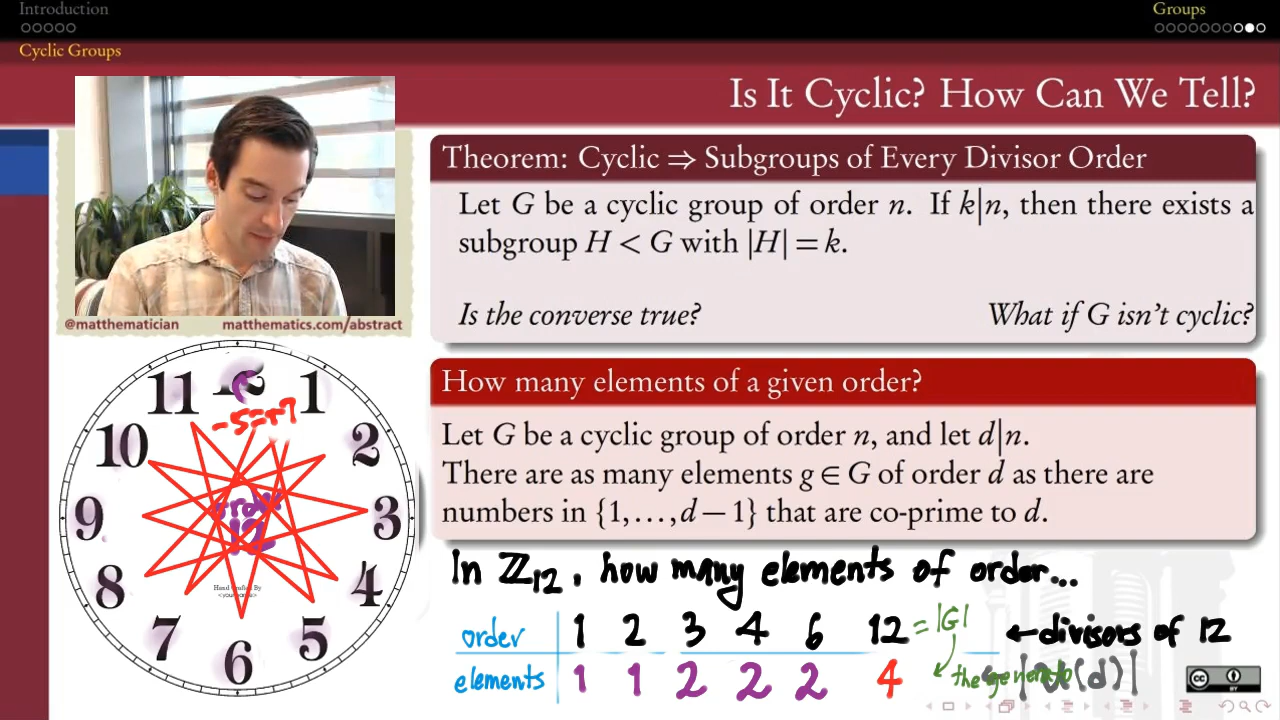 Introduction
Groups
Cyclic Groups
Is It Cyclic? How Can We Tell?
Theorem: Cyclic ⇒ Subgroups of Every Divisor Order
Let G be a cyclic group of order n. If k|n, then there exists a
subgroup H < G with |H| = k.
Is the converse true?
What if G isn't cyclic?
@matthematician
matthematics.com/abstract
How many elements of a given order?
Let G be a cyclic group of order n, and let d|n.
There are as many elements g ∈ G of order d as there are
numbers in {1,…,d − 1} that are co-prime to d.
11 12 1
-5=+7
10 2
9 order 3
12
8 4
7 5
6
In ℤ12, how many elements of order...
order 1 2 3 4 6 12 = |G| ← divisors of 12
elements 1 1 2 2 2 4 |U(d)|
CC BY